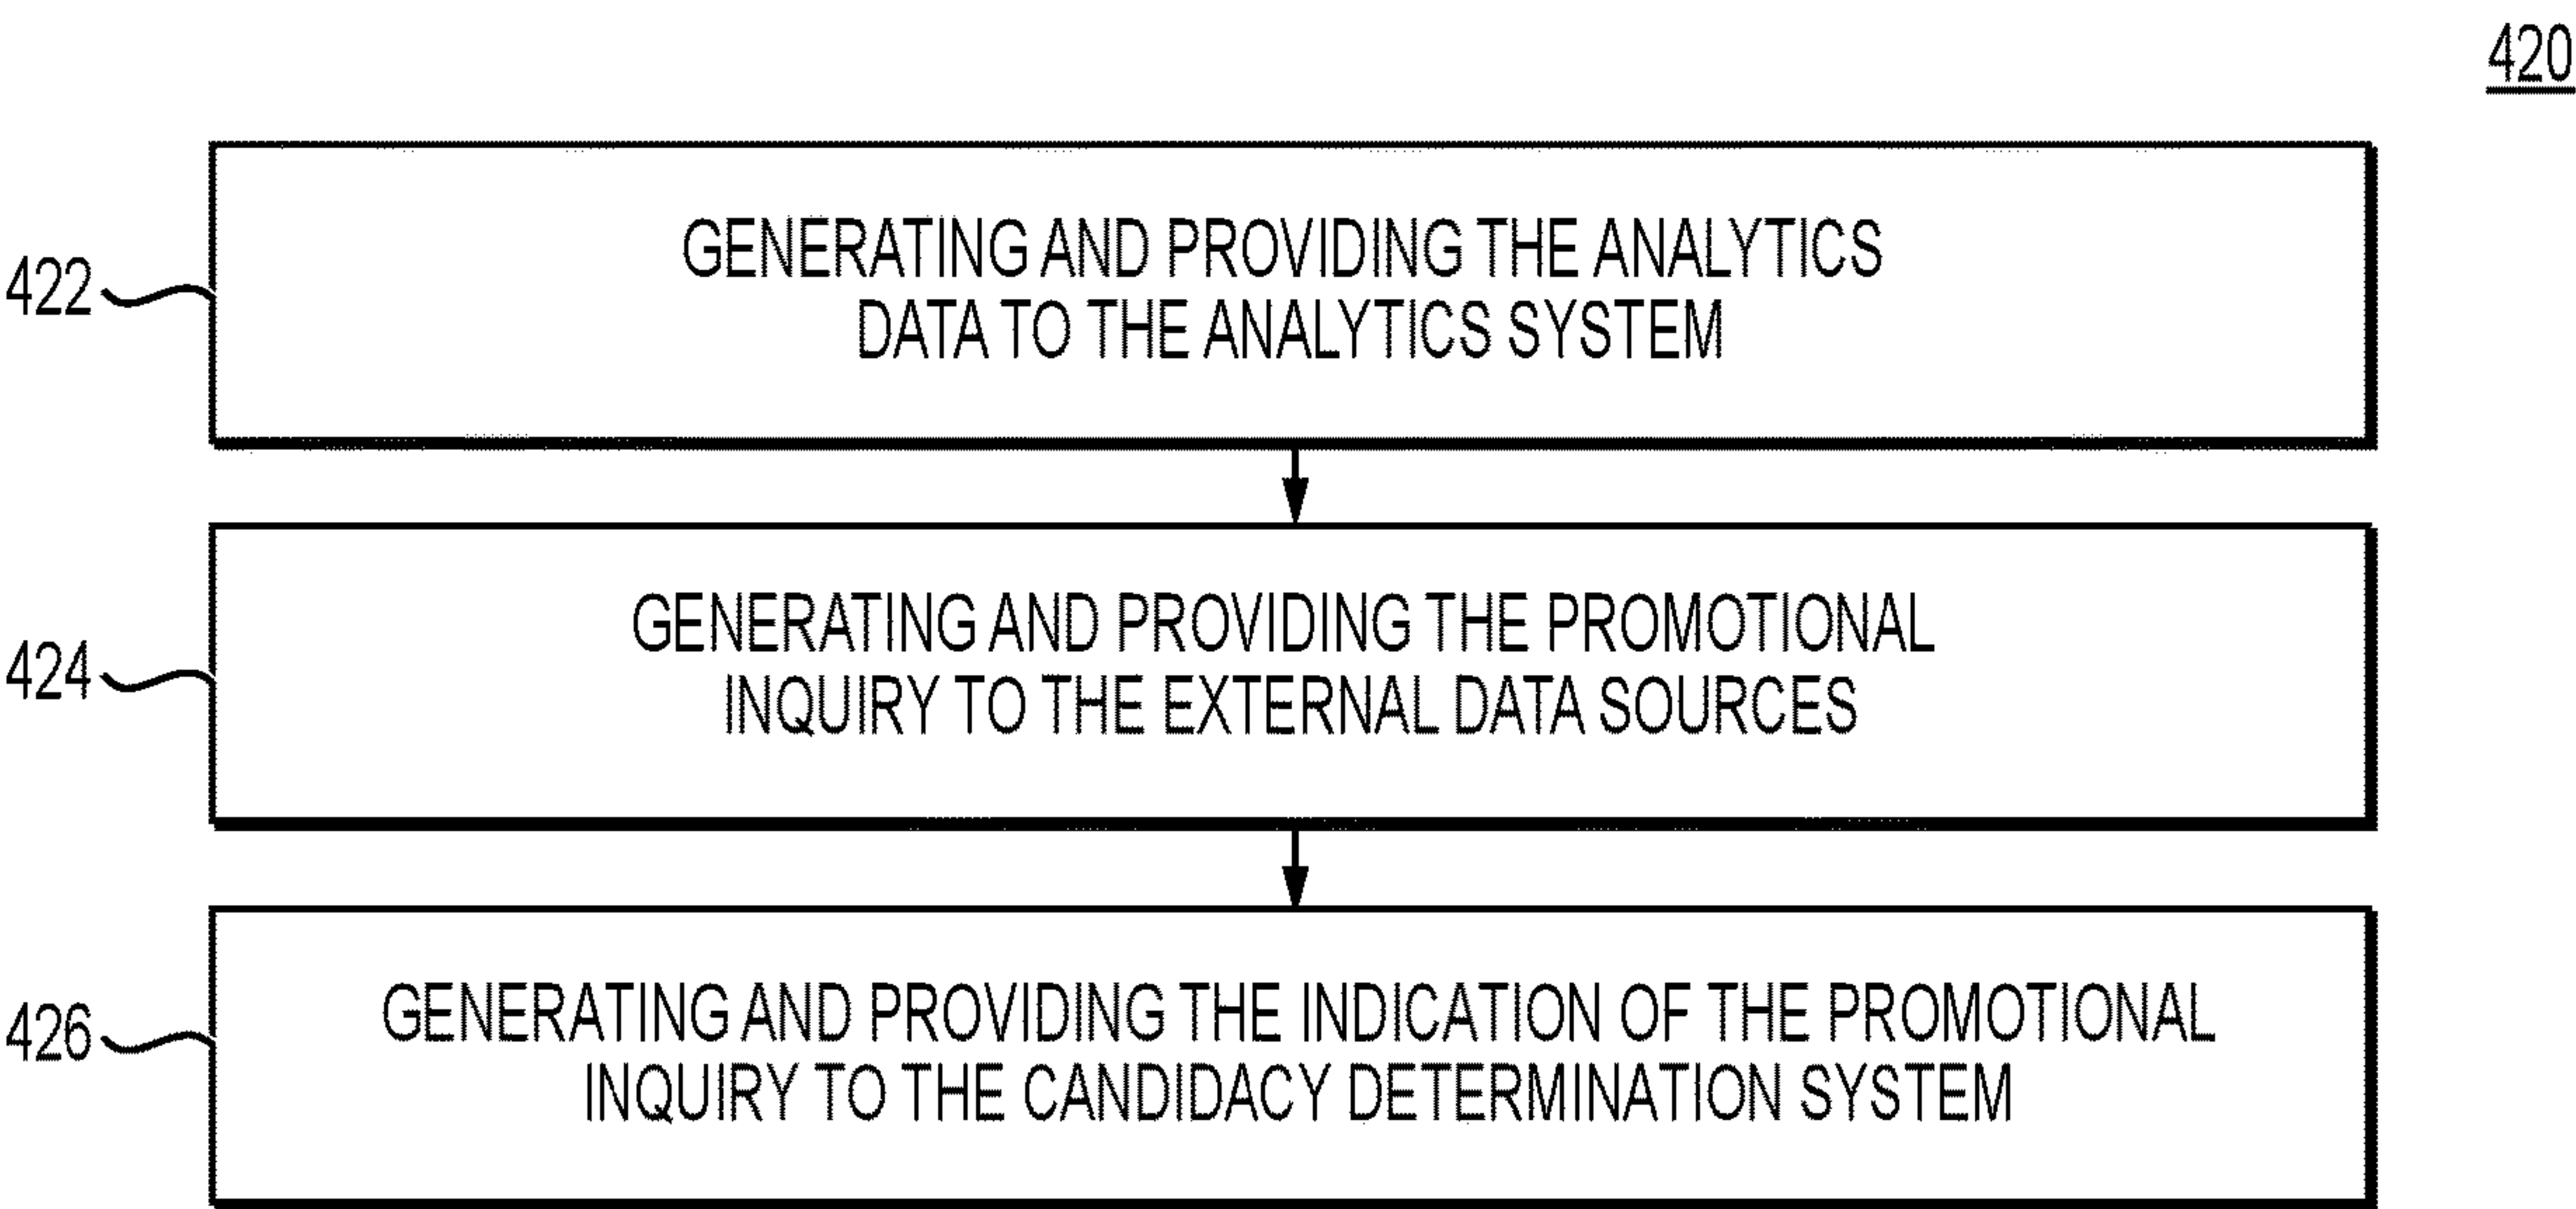 420
422
GENERATING AND PROVIDING THE ANALYTICS
DATA TO THE ANALYTICS SYSTEM
424
GENERATING AND PROVIDING THE PROMOTIONAL
INQUIRY TO THE EXTERNAL DATA SOURCES
426
GENERATING AND PROVIDING THE INDICATION OF THE PROMOTIONAL
INQUIRY TO THE CANDIDACY DETERMINATION SYSTEM